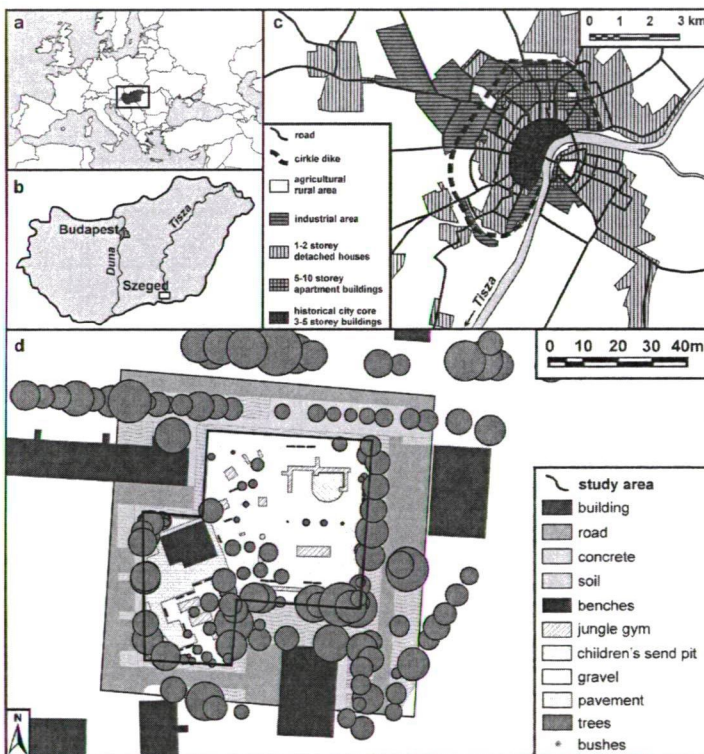 a
b
Budapest
Duna
Tisza
Szeged
c
0 1 2 3 km
road
cirkle dike
agricultural
rural area
industrial area
1-2 storey
detached houses
5-10 storey
apartment buildings
historical city core
3-5 storey buildings
Tisza
d
0 10 20 30 40m
study area
building
road
concrete
soil
benches
jungle gym
children's send pit
gravel
pavement
trees
bushes
N